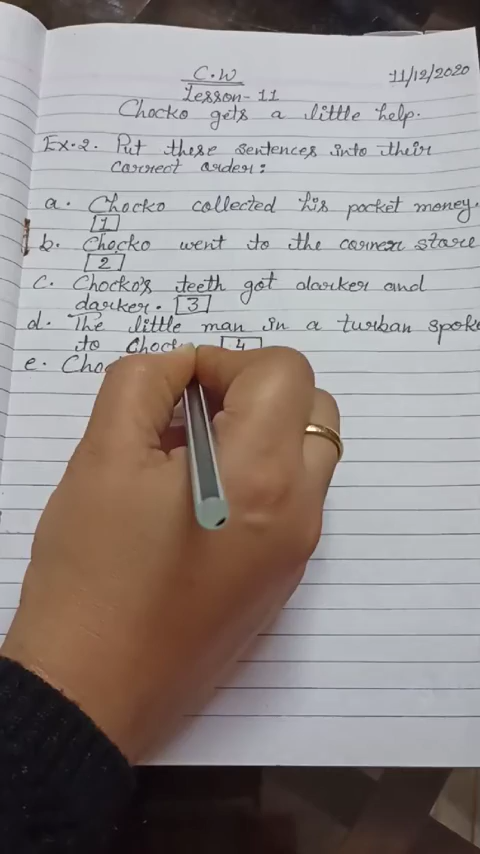 C.W
11/12/2020
Lesson-11
Chocko gets a little help.
Ex.2. Put these sentences into their
correct order:
a. Chocko collected his pocket money.
1
b. Chocko went to the corner store
2
c. Chocko's teeth got darker and
darker. 3
d. The little man in a turban spoke
to 4
e.